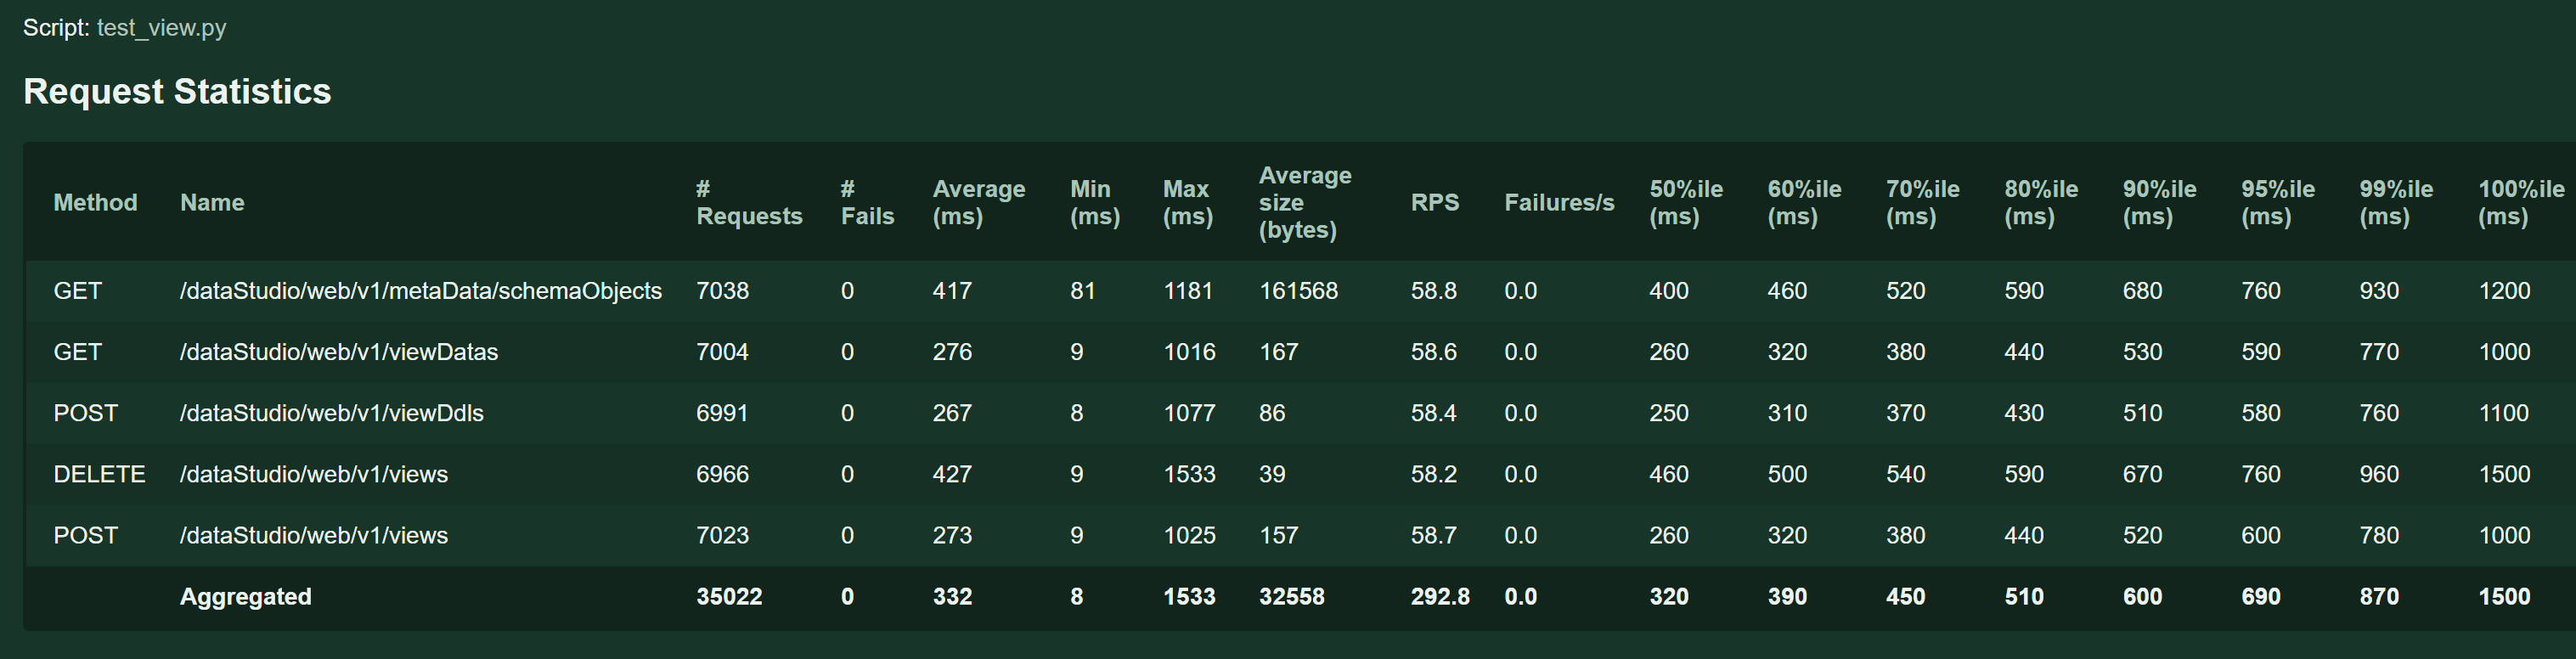 Script: test_view.py
Request Statistics
Method Name # Requests # Fails Average (ms) Min (ms) Max (ms) Average size (bytes) RPS Failures/s 50%ile (ms) 60%ile (ms) 70%ile (ms) 80%ile (ms) 90%ile (ms) 95%ile (ms) 99%ile (ms) 100%ile (ms)
GET /dataStudio/web/v1/metaData/schemaObjects 7038 0 417 81 1181 161568 58.8 0.0 400 460 520 590 680 760 930 1200
GET /dataStudio/web/v1/viewDatas 7004 0 276 9 1016 167 58.6 0.0 260 320 380 440 530 590 770 1000
POST /dataStudio/web/v1/viewDdls 6991 0 267 8 1077 86 58.4 0.0 250 310 370 430 510 580 760 1100
DELETE /dataStudio/web/v1/views 6966 0 427 9 1533 39 58.2 0.0 460 500 540 590 670 760 960 1500
POST /dataStudio/web/v1/views 7023 0 273 9 1025 157 58.7 0.0 260 320 380 440 520 600 780 1000
Aggregated 35022 0 332 8 1533 32558 292.8 0.0 320 390 450 510 600 690 870 1500